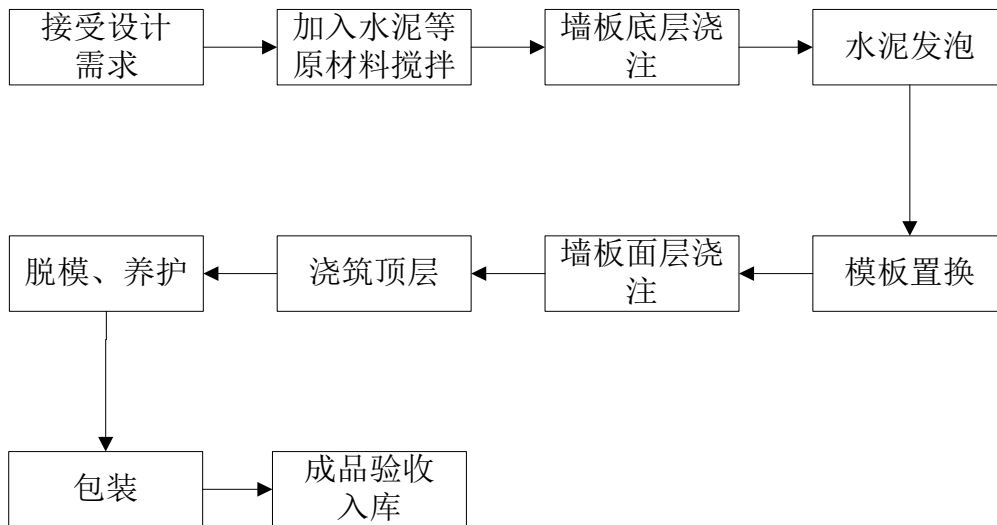 接受设计
需求
加入水泥等
原材料搅拌
墙板底层浇
注
水泥发泡
脱模、养护
浇筑顶层
墙板面层浇
注
模板置换
包装
成品验收
入库